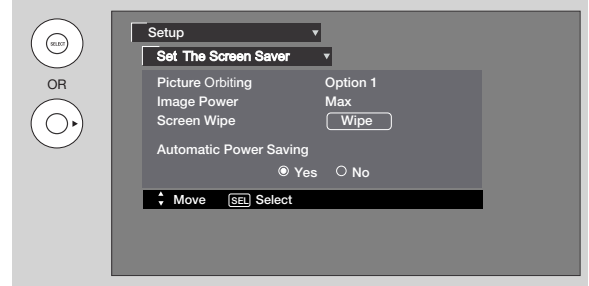 SELECT
OR
Setup
Set The Screen Saver
Picture Orbiting Option 1
Image Power Max
Screen Wipe Wipe
Automatic Power Saving
Yes No
Move SEL Select